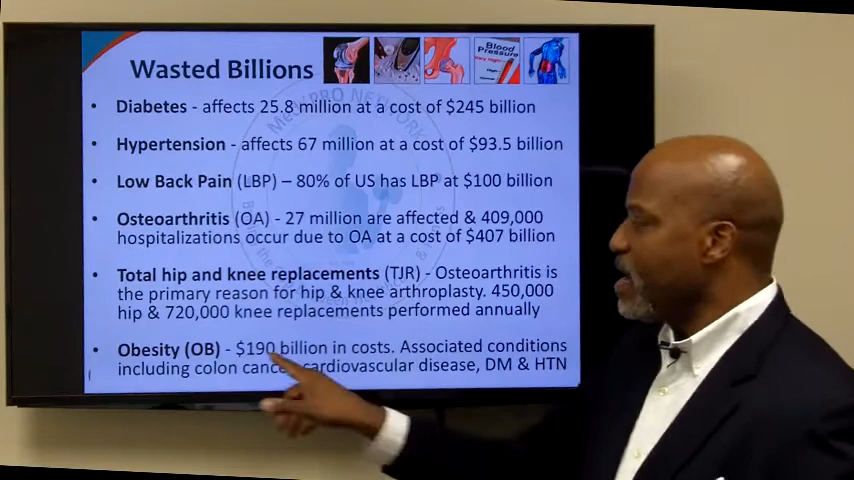 Wasted Billions
Blood
Pressure
Very High
• Diabetes - affects 25.8 million at a cost of $245 billion
• Hypertension - affects 67 million at a cost of $93.5 billion
• Low Back Pain (LBP) – 80% of US has LBP at $100 billion
• Osteoarthritis (OA) - 27 million are affected & 409,000
hospitalizations occur due to OA at a cost of $407 billion
• Total hip and knee replacements (TJR) - Osteoarthritis is
the primary reason for hip & knee arthroplasty. 450,000
hip & 720,000 knee replacements performed annually
• Obesity (OB) - $190 billion in costs. Associated conditions
including colon cardiovascular disease, DM & HTN